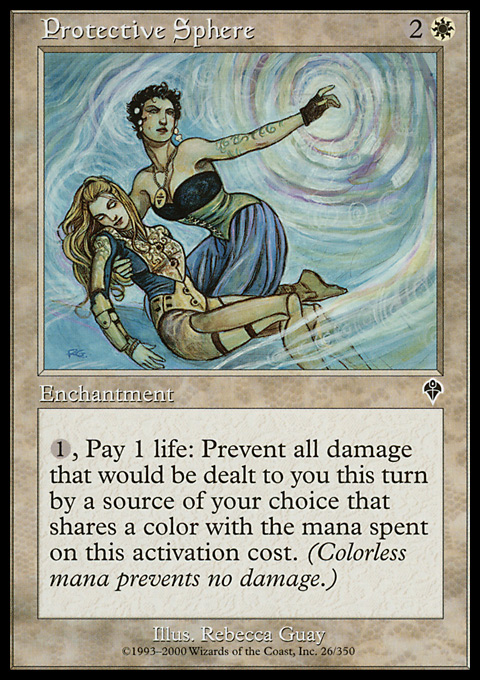 Protective Sphere 2
RG.
Enchantment
1, Pay 1 life: Prevent all damage
that would be dealt to you this turn
by a source of your choice that
shares a color with the mana spent
on this activation cost. (Colorless
mana prevents no damage.)
Illus. Rebecca Guay
©1993–2000 Wizards of the Coast, Inc. 26/350